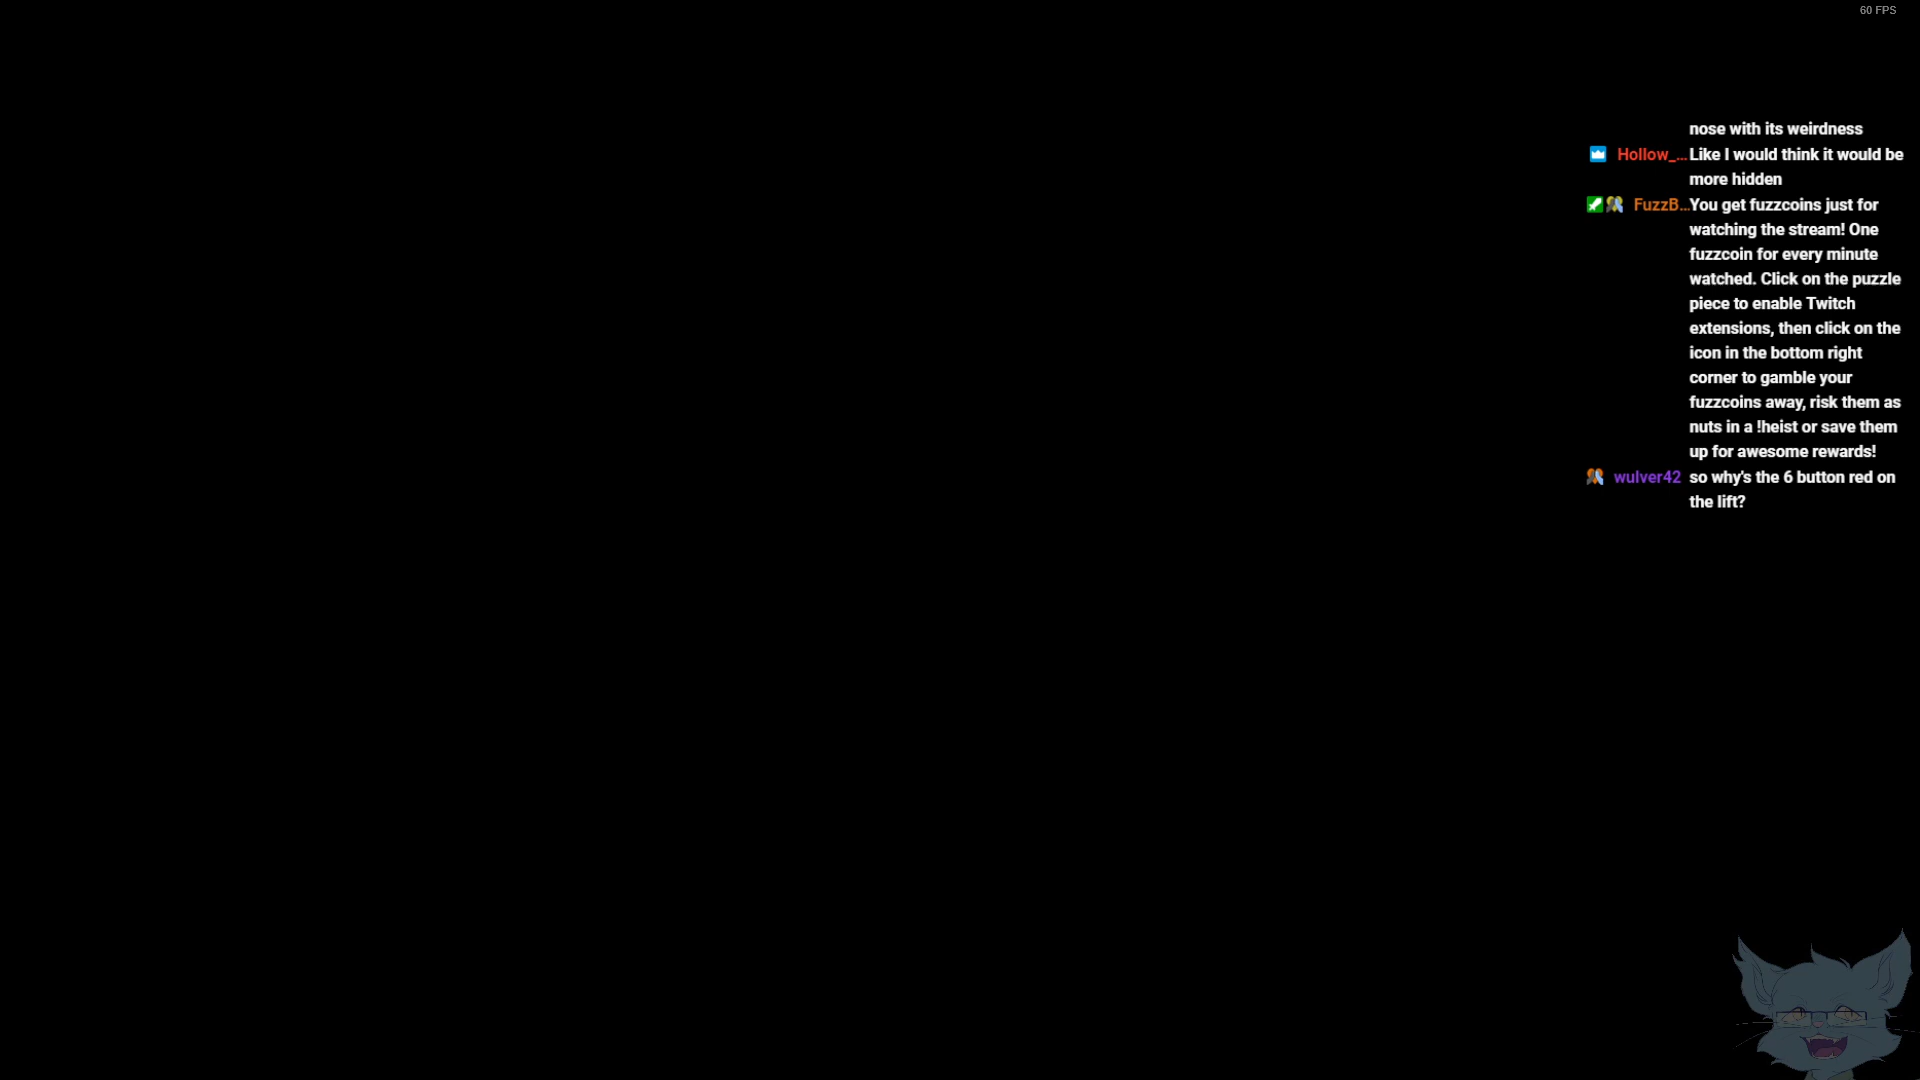 60 FPS
nose with its weirdness
Hollow_... Like I would think it would be
more hidden
FuzzB... You get fuzzcoins just for
watching the stream! One
fuzzcoin for every minute
watched. Click on the puzzle
piece to enable Twitch
extensions, then click on the
icon in the bottom right
corner to gamble your
fuzzcoins away, risk them as
nuts in a !heist or save them
up for awesome rewards!
wulver42 so why's the 6 button red on
the lift?